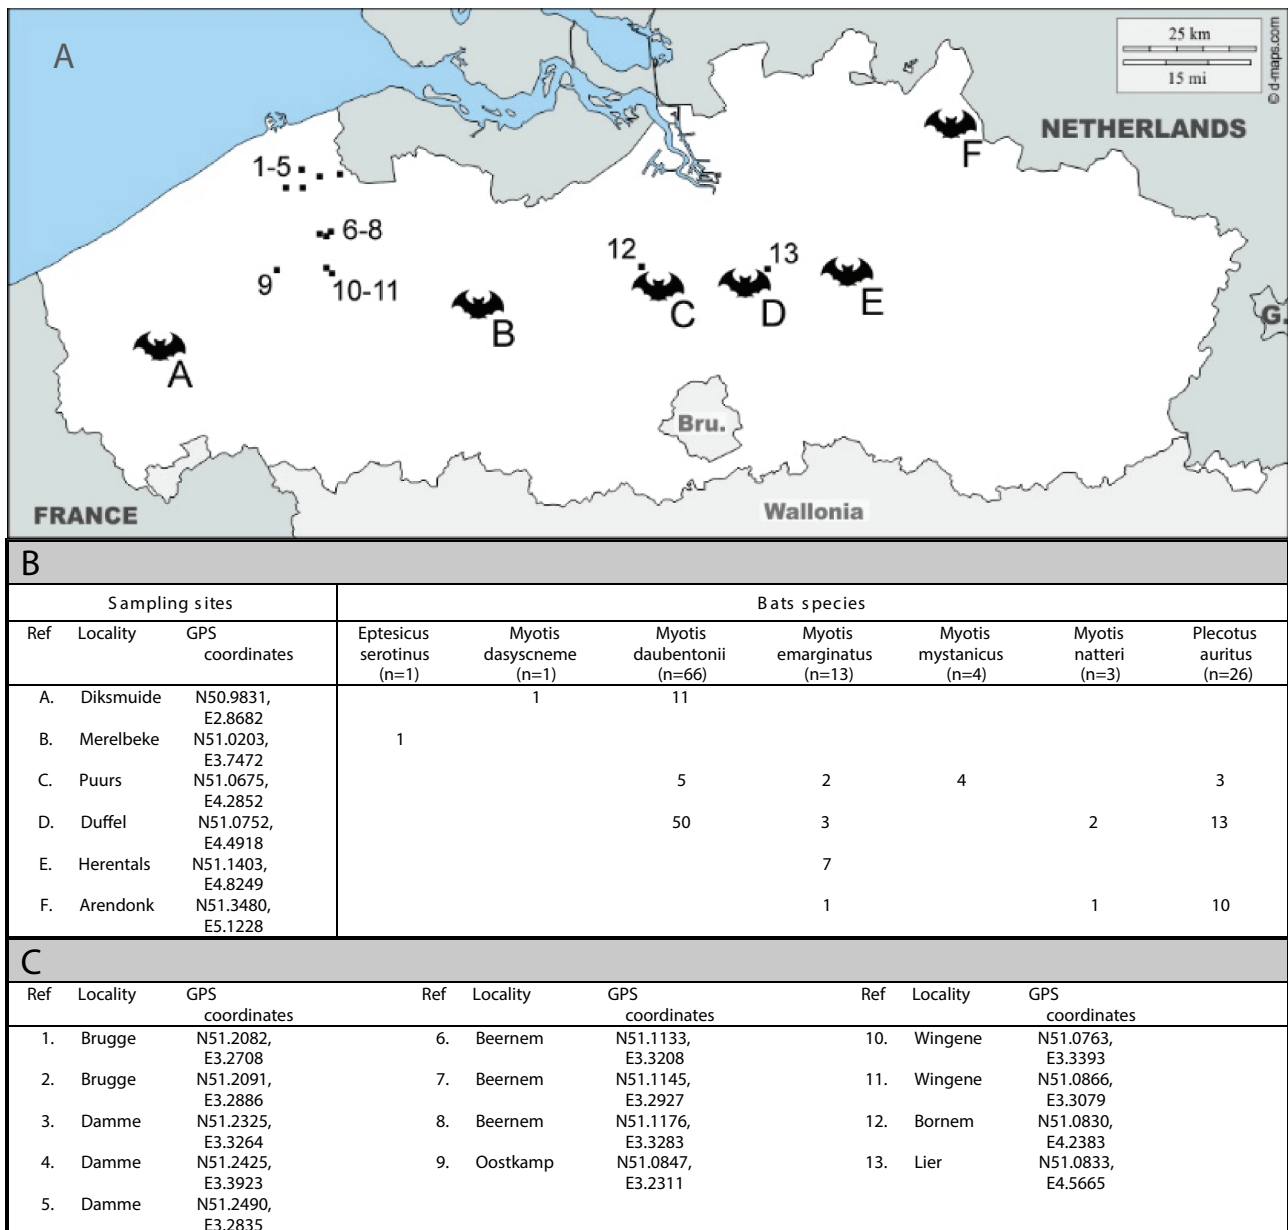 A
25 km
15 mi
© d-maps.com
NETHERLANDS
F
1-5
6-8
9
10-11
12
13
A
B
C
D
E
G.
Bru.
FRANCE
Wallonia
B
Sampling sites Bats species
Ref Locality GPS Eptesicus Myotis Myotis Myotis Myotis Myotis Plecotus
coordinates serotinus dasyscneme daubentonii emarginatus mystanicus natteri auritus
(n=1) (n=1) (n=66) (n=13) (n=4) (n=3) (n=26)
A. Diksmuide N50.9831, 1 11
E2.8682
B. Merelbeke N51.0203, 1
E3.7472
C. Puurs N51.0675, 5 2 4 3
E4.2852
D. Duffel N51.0752, 50 3 2 13
E4.4918
E. Herentals N51.1403, 7
E4.8249
F. Arendonk N51.3480, 1 1 10
E5.1228
C
Ref Locality GPS Ref Locality GPS Ref Locality GPS
coordinates coordinates coordinates
1. Brugge N51.2082, 6. Beernem N51.1133, 10. Wingene N51.0763,
E3.2708 E3.3208 E3.3393
2. Brugge N51.2091, 7. Beernem N51.1145, 11. Wingene N51.0866,
E3.2886 E3.2927 E3.3079
3. Damme N51.2325, 8. Beernem N51.1176, 12. Bornem N51.0830,
E3.3264 E3.3283 E4.2383
4. Damme N51.2425, 9. Oostkamp N51.0847, 13. Lier N51.0833,
E3.3923 E3.2311 E4.5665
5. Damme N51.2490,
E3.2835